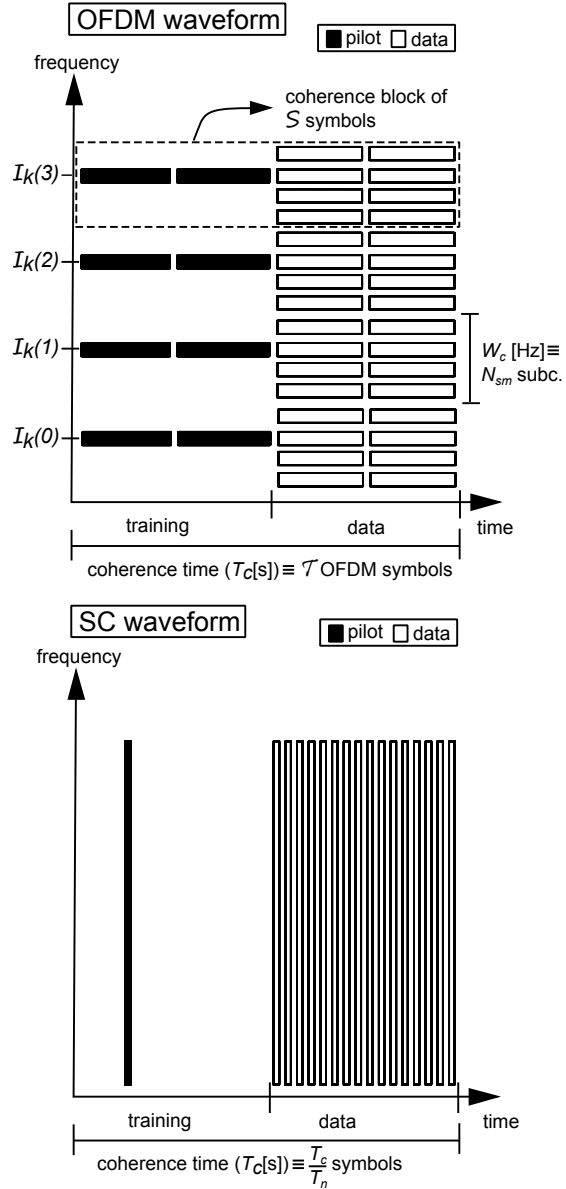 OFDM waveform
pilot data
frequency
coherence block of
S symbols
I_k(3)
I_k(2)
I_k(1)
W_c [Hz]≡
N_sm subc.
I_k(0)
training data time
coherence time (T_c[s]) ≡ 𝒯 OFDM symbols
SC waveform
pilot data
frequency
training data time
coherence time (T_c[s]) ≡ T_c/T_n symbols